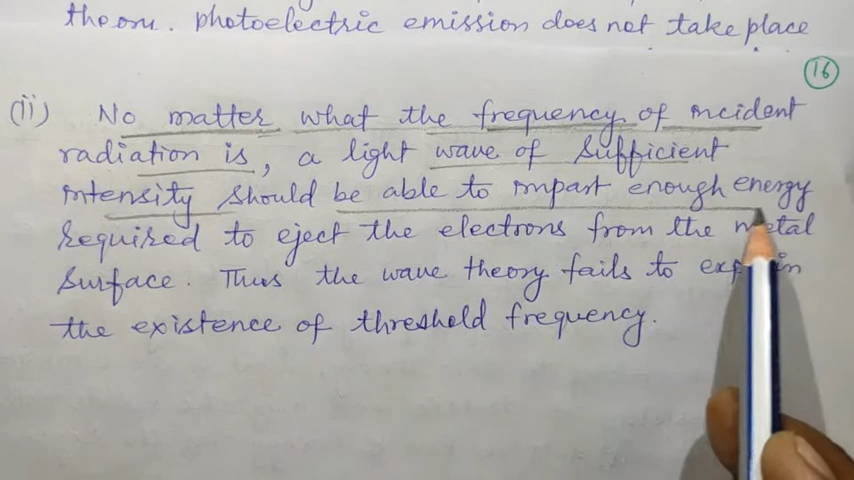 theory. photoelectric emission does not take place
16
(ii) No matter what the frequency of incident
radiation is, a light wave of sufficient
intensity should be able to impart enough energy
required to eject the electrons from the metal
surface. Thus the wave theory fails to explain
the existence of threshold frequency.